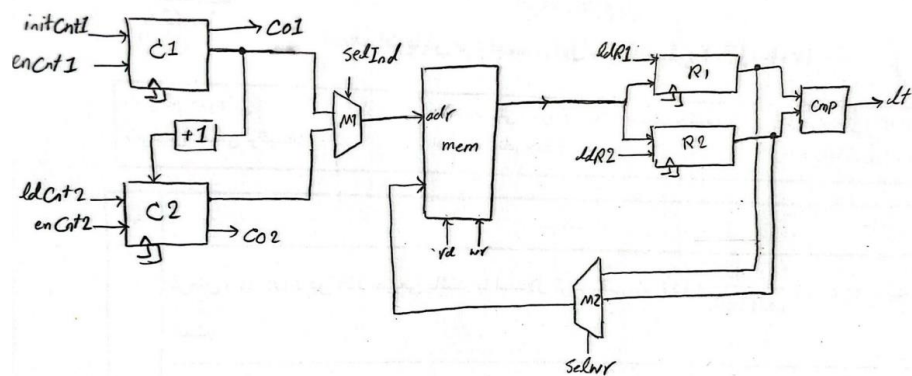 initCnt1
enCnt1
C1
CO1
+1
ldCnt2
enCnt2
C2
CO2
selInd
M1
adr
mem
rd
wr
ldR1
R1
ldR2
R2
cmp
dt
M2
selwr